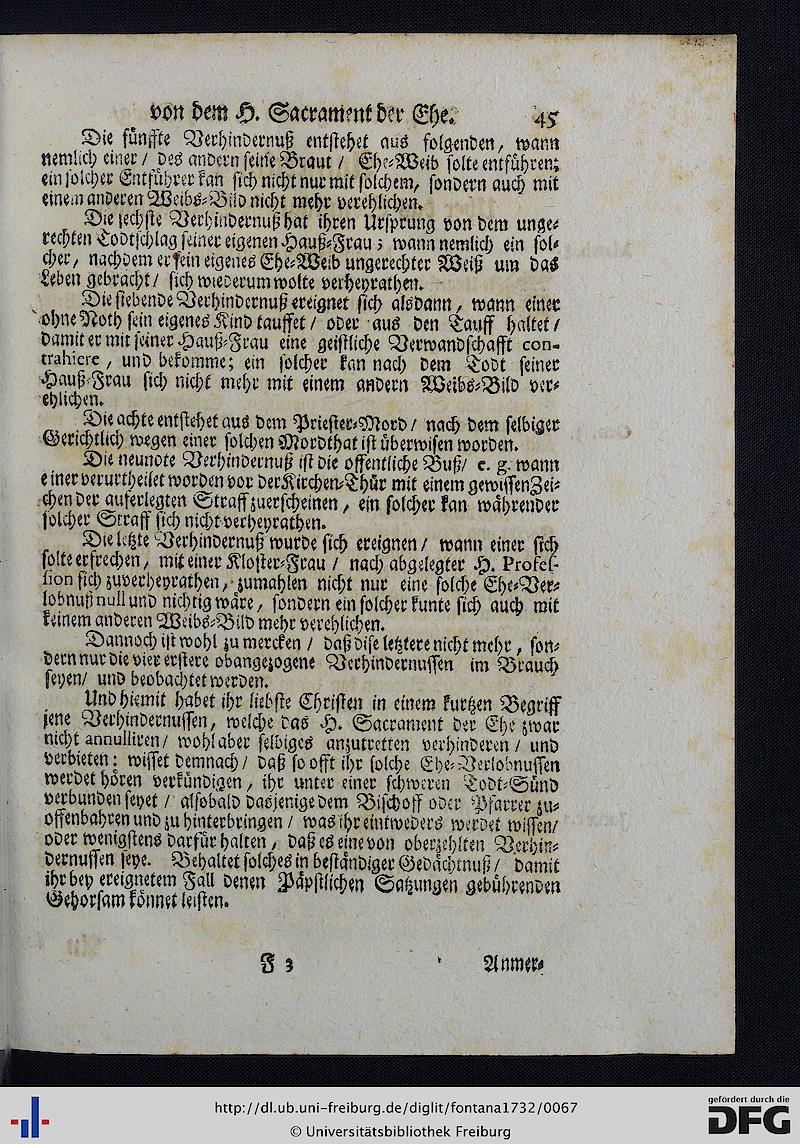 von dem H. Sacrament der Ehe. 45
Die fünffte Verhindernuß entstehet aus folgenden, wann
nemlich einer / des andern seine Braut / Ehe-Weib solte entführen;
ein solcher Entführer kan sich nicht nur mit solchem, sondern auch mit
einem anderen Weibs-Bild nicht mehr verehlichen.
Die sechste Verhindernuß hat ihren Ursprung von dem unge-
rechten Todtschlag seiner eigenen Hauß-Frau; wann nemlich ein sol-
cher, nachdem er sein eigenes Ehe-Weib ungerechter Weiß um das
Leben gebracht / sich wiederum wolte verheyrathen.
Die siebende Verhindernuß ereignet sich alsdann, wann einer
ohne Noth sein eigenes Kind tauffet / oder aus den Tauff haltet /
damit er mit seiner Hauß-Frau eine geistliche Verwandschafft con-
trahiere, und bekomme; ein solcher kan nach dem Todt seiner
Hauß-Frau sich nicht mehr mit einem andern Weibs-Bild ver-
ehlichen.
Die achte entstehet aus dem Priester-Mord / nach dem selbiger
Gerichtlich wegen einer solchen Mordthat ist überwisen worden.
Die neunote Verhindernuß ist die offentliche Buß / e. g. wann
einer verurtheilet worden vor der Kirchen-Thür mit einem gewissen Zei-
chen der auferlegten Straff zuerscheinen, ein solcher kan währender
solcher Straff sich nicht verheyrathen.
Die letzte Verhindernuß wurde sich ereignen / wann einer sich
solte erfrechen, mit einer Kloster-Frau / nach abgelegter H. Profes-
sion sich zuverheyrathen, zumahlen nicht nur eine solche Ehe-Ver-
lobnuß null und nichtig wäre, sondern ein solcher kunte sich auch mit
keinem anderen Weibs-Bild mehr verehlichen.
Dannoch ist wohl zu mercken / daß dise letztere nicht mehr, son-
dern nur die vier erstere obangezogene Verhindernussen im Brauch
seyen / und beobachtet werden.
Und hiemit habet ihr liebste Christen in einem kurtzen Begriff
jene Verhindernussen, welche das H. Sacrament der Ehe zwar
nicht annulliren / wohl aber selbiges anzutretten verhinderen / und
verbieten: wisset demnach / daß so offt ihr solche Ehe-Verlobnussen
werdet hören verkündigen, ihr unter einer schweren Todt-Sünd
verbunden seyet / alsobald dasjenige dem Bischoff oder Pfarrer zu-
offenbahren und zu hinterbringen / was ihr eintweders werdet wissen /
oder wenigstens darfür halten, daß es eine von oberzehlten Verhin-
dernussen seye. Behaltet solches in beständiger Gedächtnuß / damit
ihr bey ereignetem Fall denen Päpstlichen Satzungen gebührenden
Gehorsam könnet leisten.
F 3 Anmer-
http://dl.ub.uni-freiburg.de/diglit/fontana1732/0067
© Universitätsbibliothek Freiburg
gefördert durch die
DFG